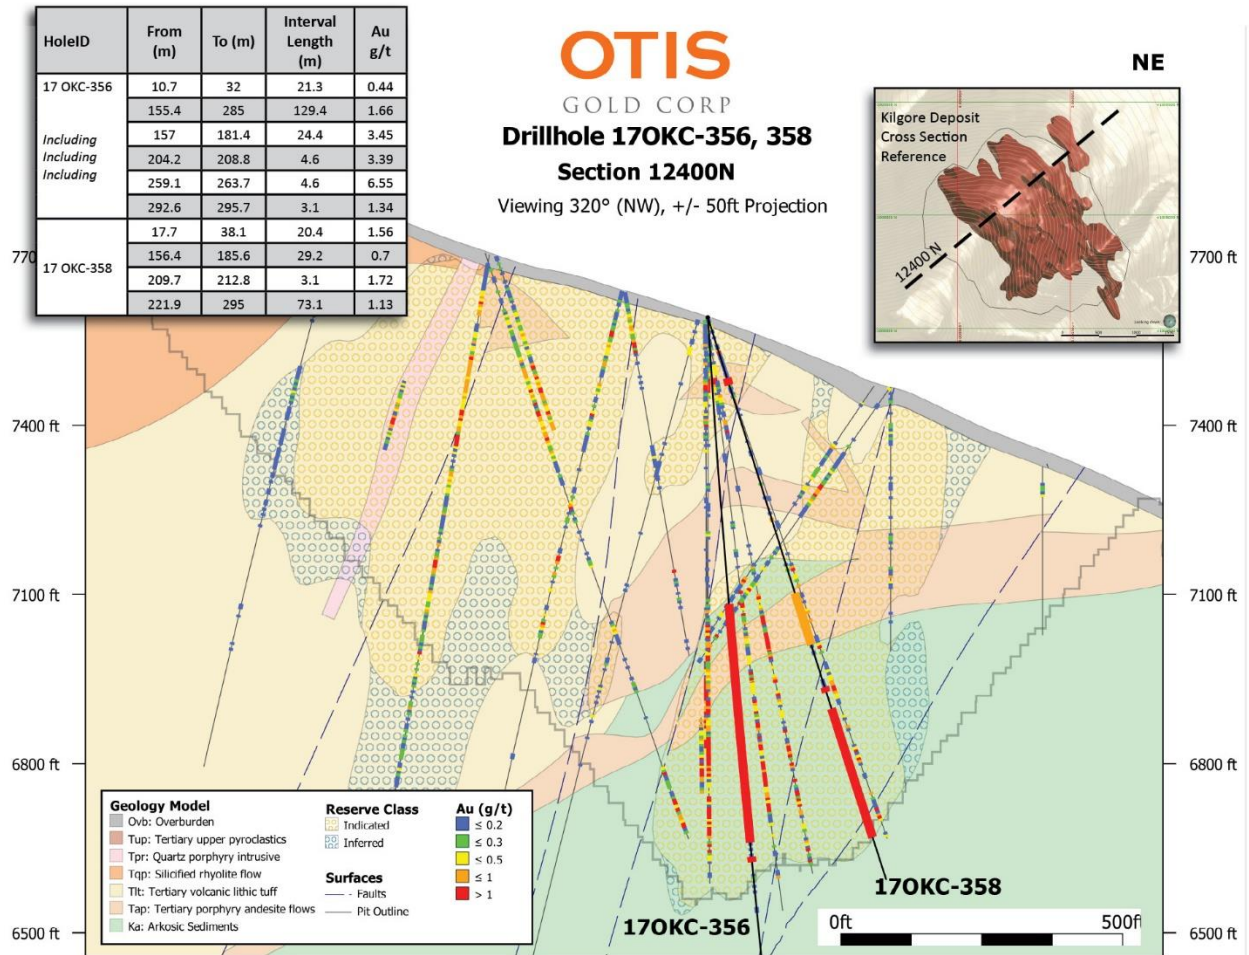 HoleID From (m) To (m) Interval Length (m) Au g/t
17 OKC-356 10.7 32 21.3 0.44
155.4 285 129.4 1.66
Including 157 181.4 24.4 3.45
Including 204.2 208.8 4.6 3.39
Including 259.1 263.7 4.6 6.55
292.6 295.7 3.1 1.34
17 OKC-358 17.7 38.1 20.4 1.56
156.4 185.6 29.2 0.7
209.7 212.8 3.1 1.72
221.9 295 73.1 1.13
OTIS
GOLD CORP
Drillhole 17OKC-356, 358
Section 12400N
Viewing 320° (NW), +/- 50ft Projection
NE
Kilgore Deposit
Cross Section
Reference
12400 N
7700 ft
7400 ft
7400 ft
7100 ft
7100 ft
6800 ft
6800 ft
6500 ft
6500 ft
17OKC-358
17OKC-356
0ft 500ft
Geology Model
Ovb: Overburden
Tup: Tertiary upper pyroclastics
Tpr: Quartz porphyry intrusive
Tqp: Silicified rhyolite flow
Tlt: Tertiary volcanic lithic tuff
Tap: Tertiary porphyry andesite flows
Ka: Arkosic Sediments
Reserve Class
Indicated
Inferred
Surfaces
Faults
Pit Outline
Au (g/t)
≤ 0.2
≤ 0.3
≤ 0.5
≤ 1
> 1